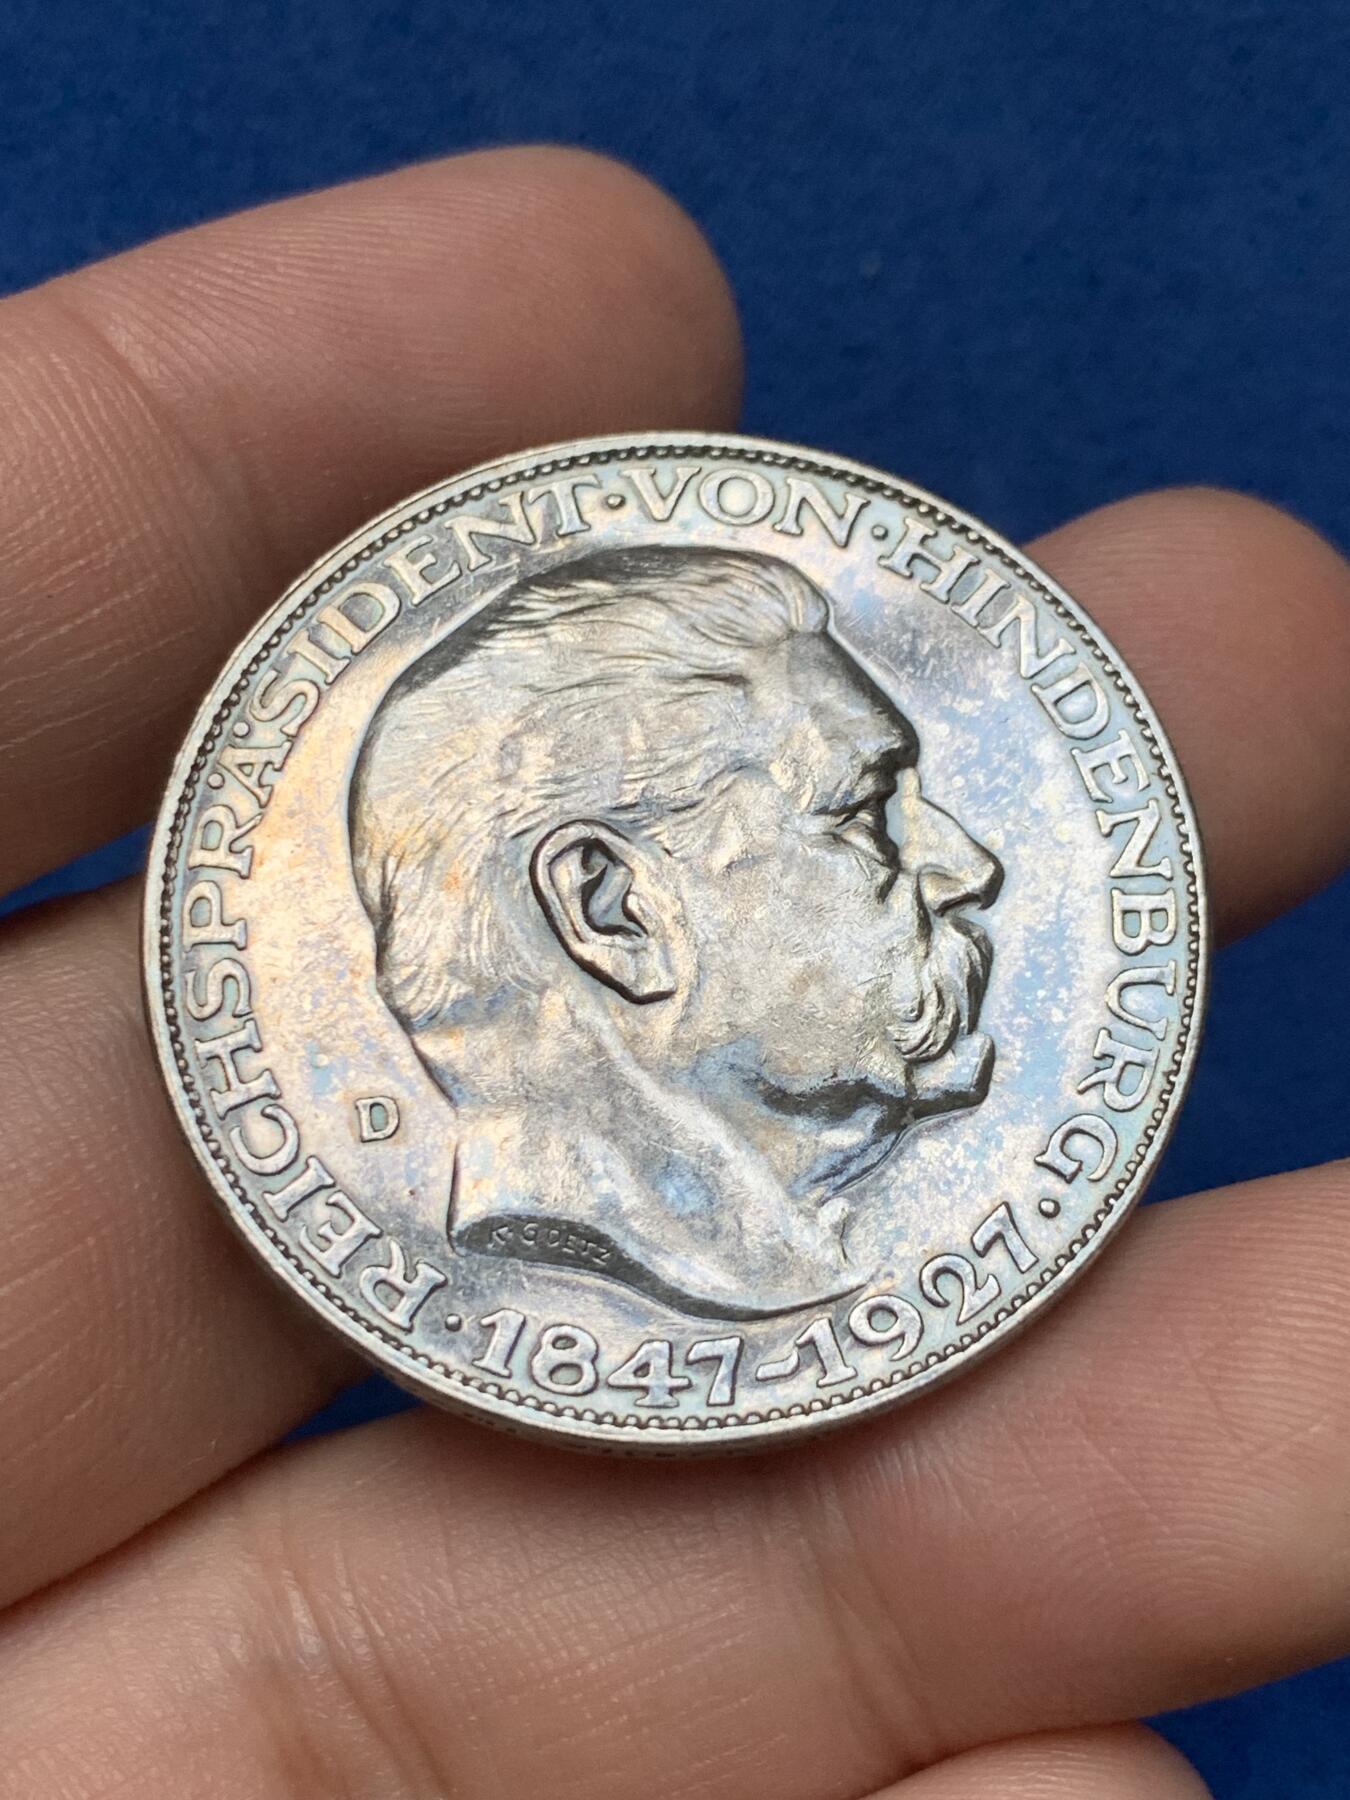 REICHSPRÄSIDENT·VON·HINDENBURG·
1847-1927·
D
K·GOETZ